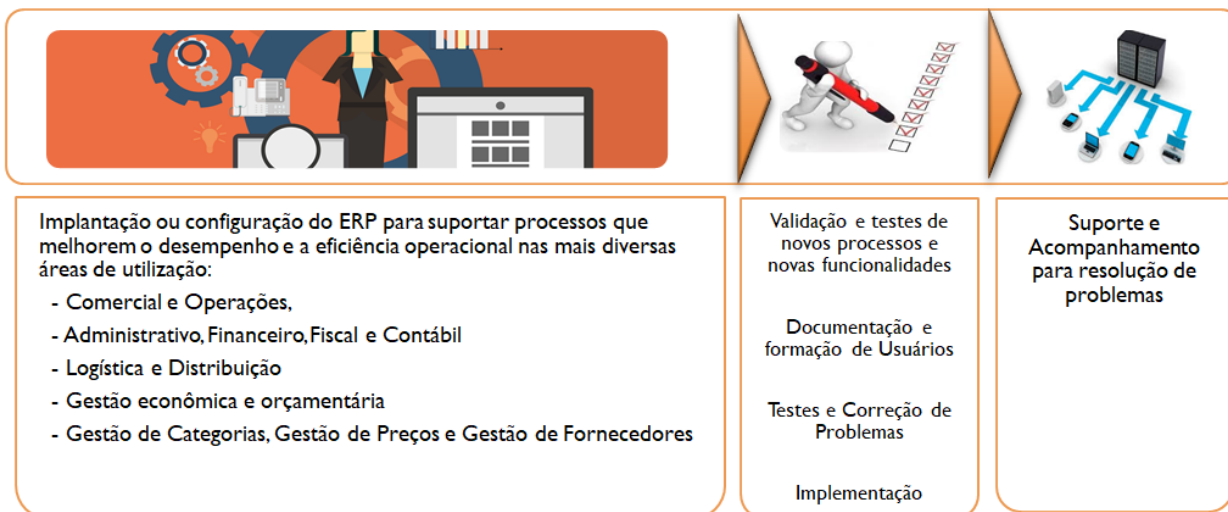 Implantação ou configuração do ERP para suportar processos que
melhorem o desempenho e a eficiência operacional nas mais diversas
áreas de utilização:
- Comercial e Operações,
- Administrativo, Financeiro, Fiscal e Contábil
- Logística e Distribuição
- Gestão econômica e orçamentária
- Gestão de Categorias, Gestão de Preços e Gestão de Fornecedores
Validação e testes de
novos processos e
novas funcionalidades
Documentação e
formação de Usuários
Testes e Correção de
Problemas
Implementação
Suporte e
Acompanhamento
para resolução de
problemas